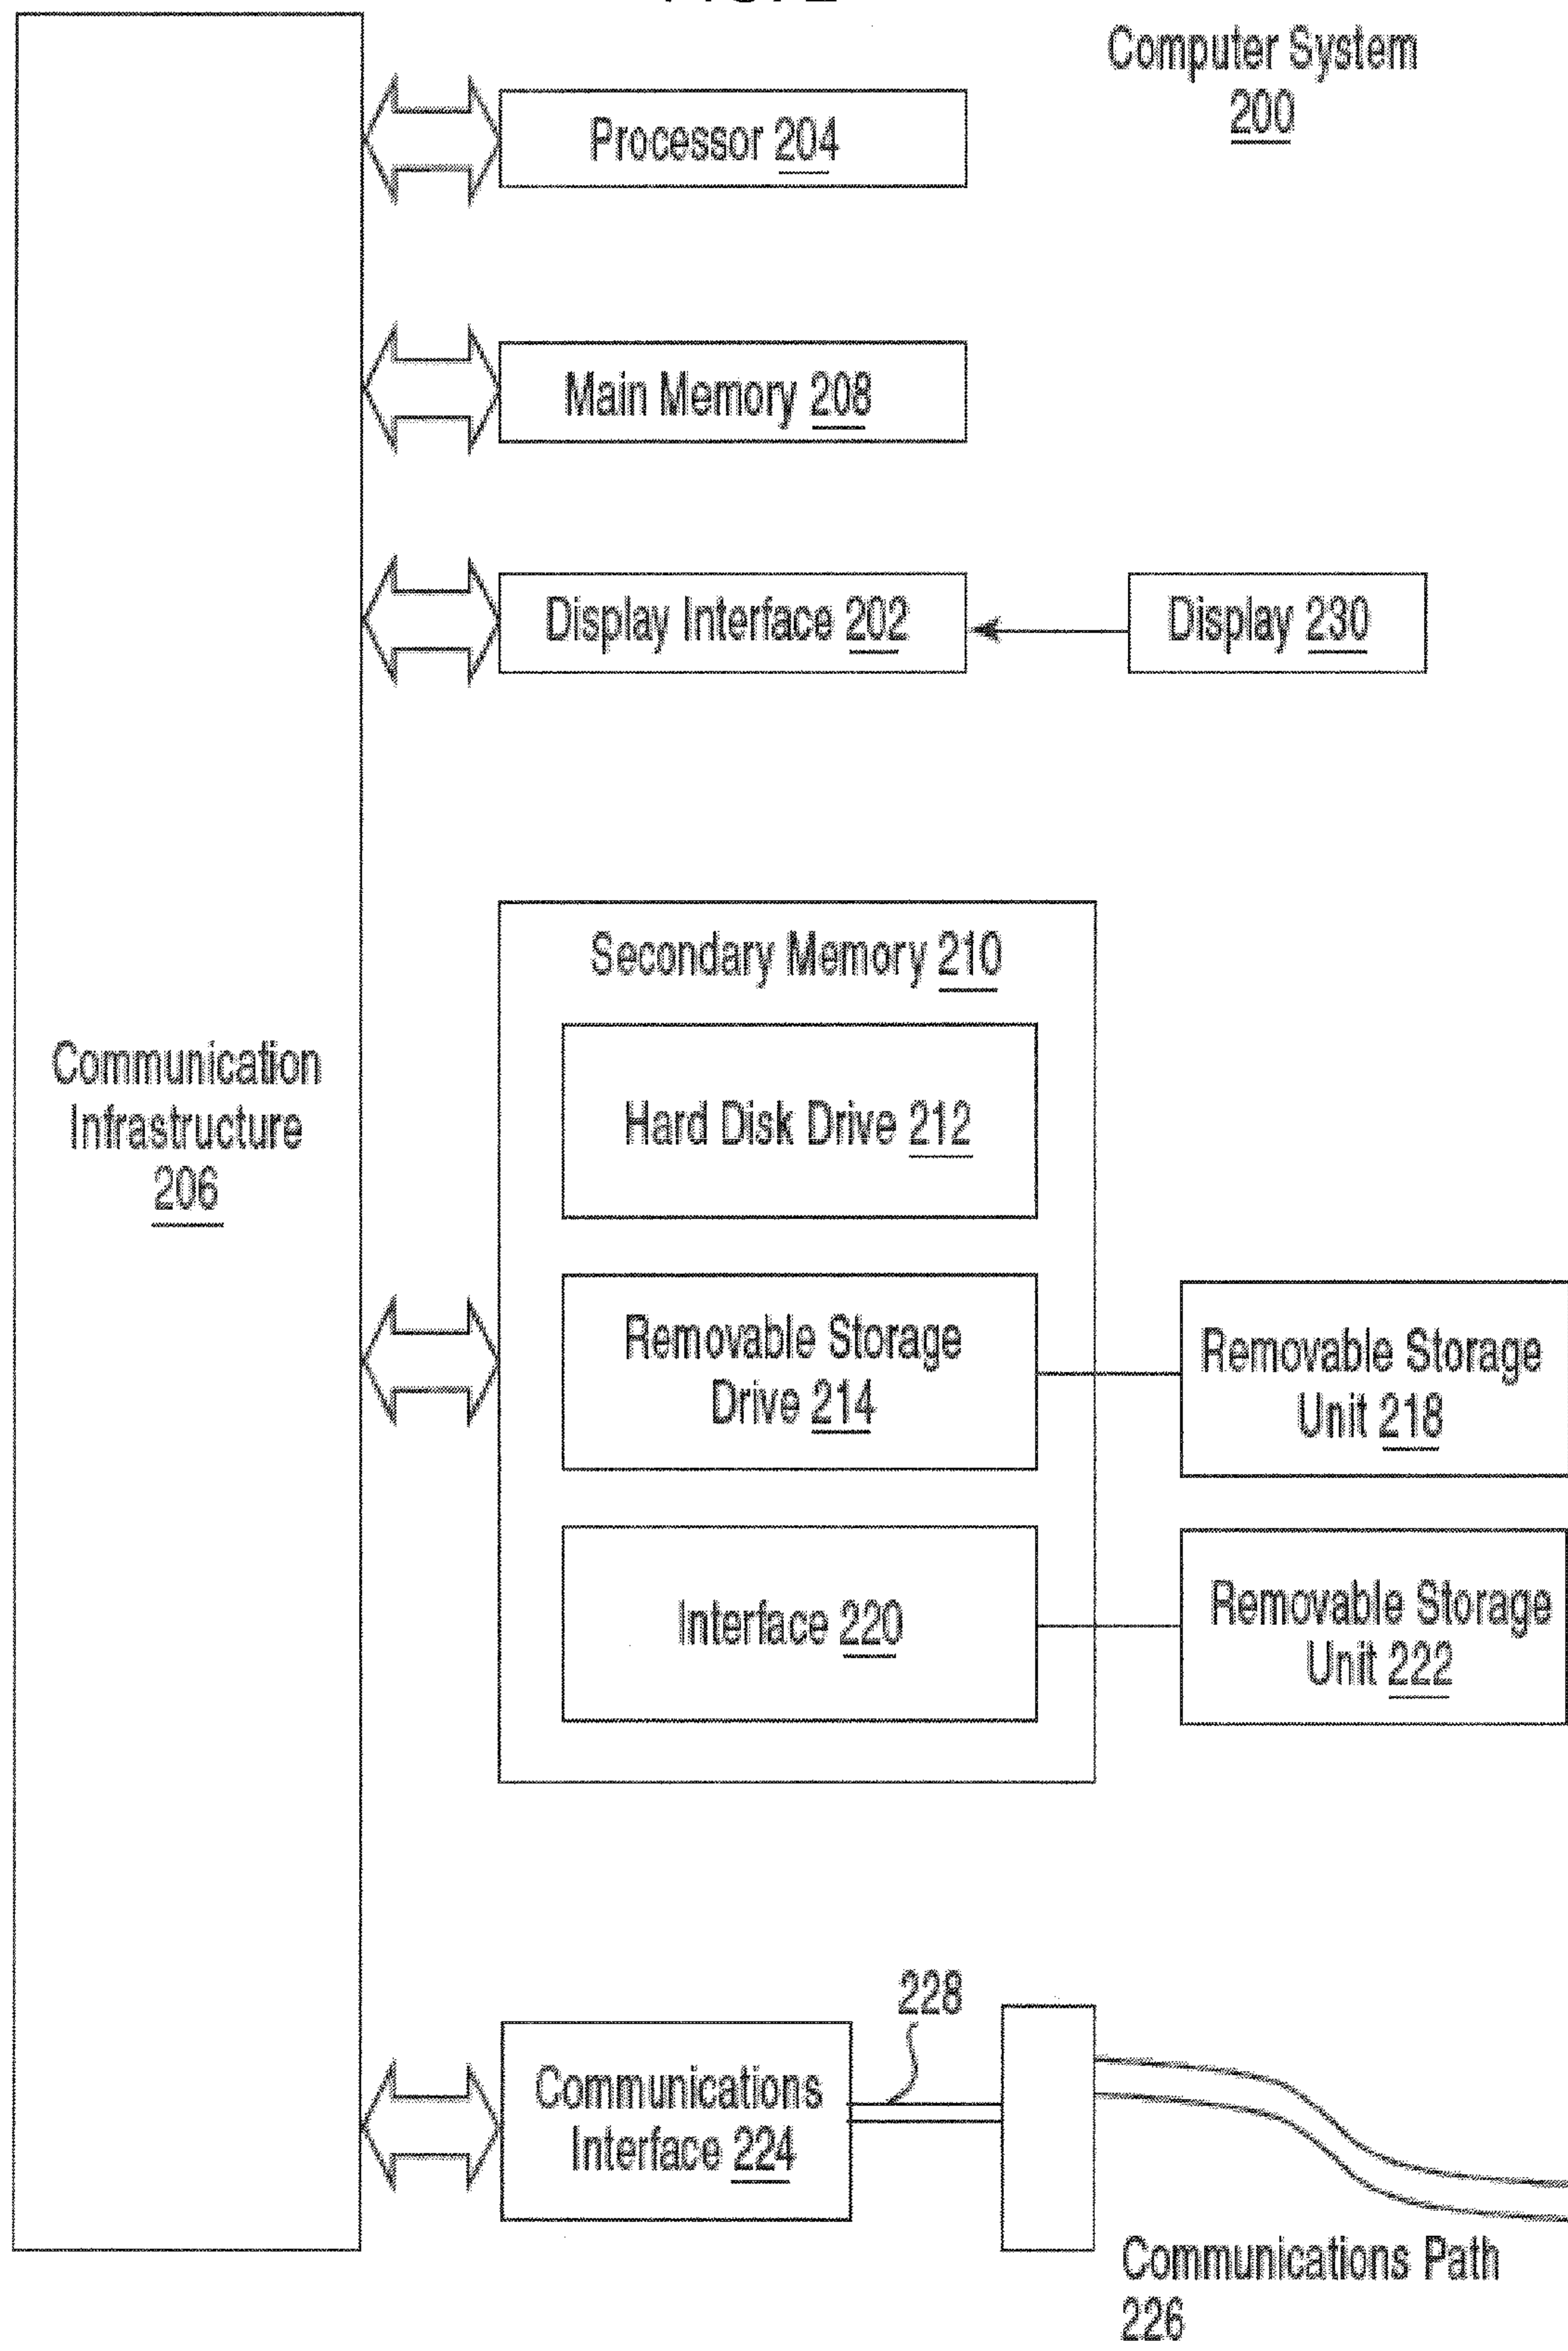 Computer System
200
Processor 204
Main Memory 208
Display Interface 202
Display 230
Secondary Memory 210
Hard Disk Drive 212
Communication
Infrastructure
206
Removable Storage
Drive 214
Removable Storage
Unit 218
Interface 220
Removable Storage
Unit 222
228
Communications
Interface 224
Communications Path
226